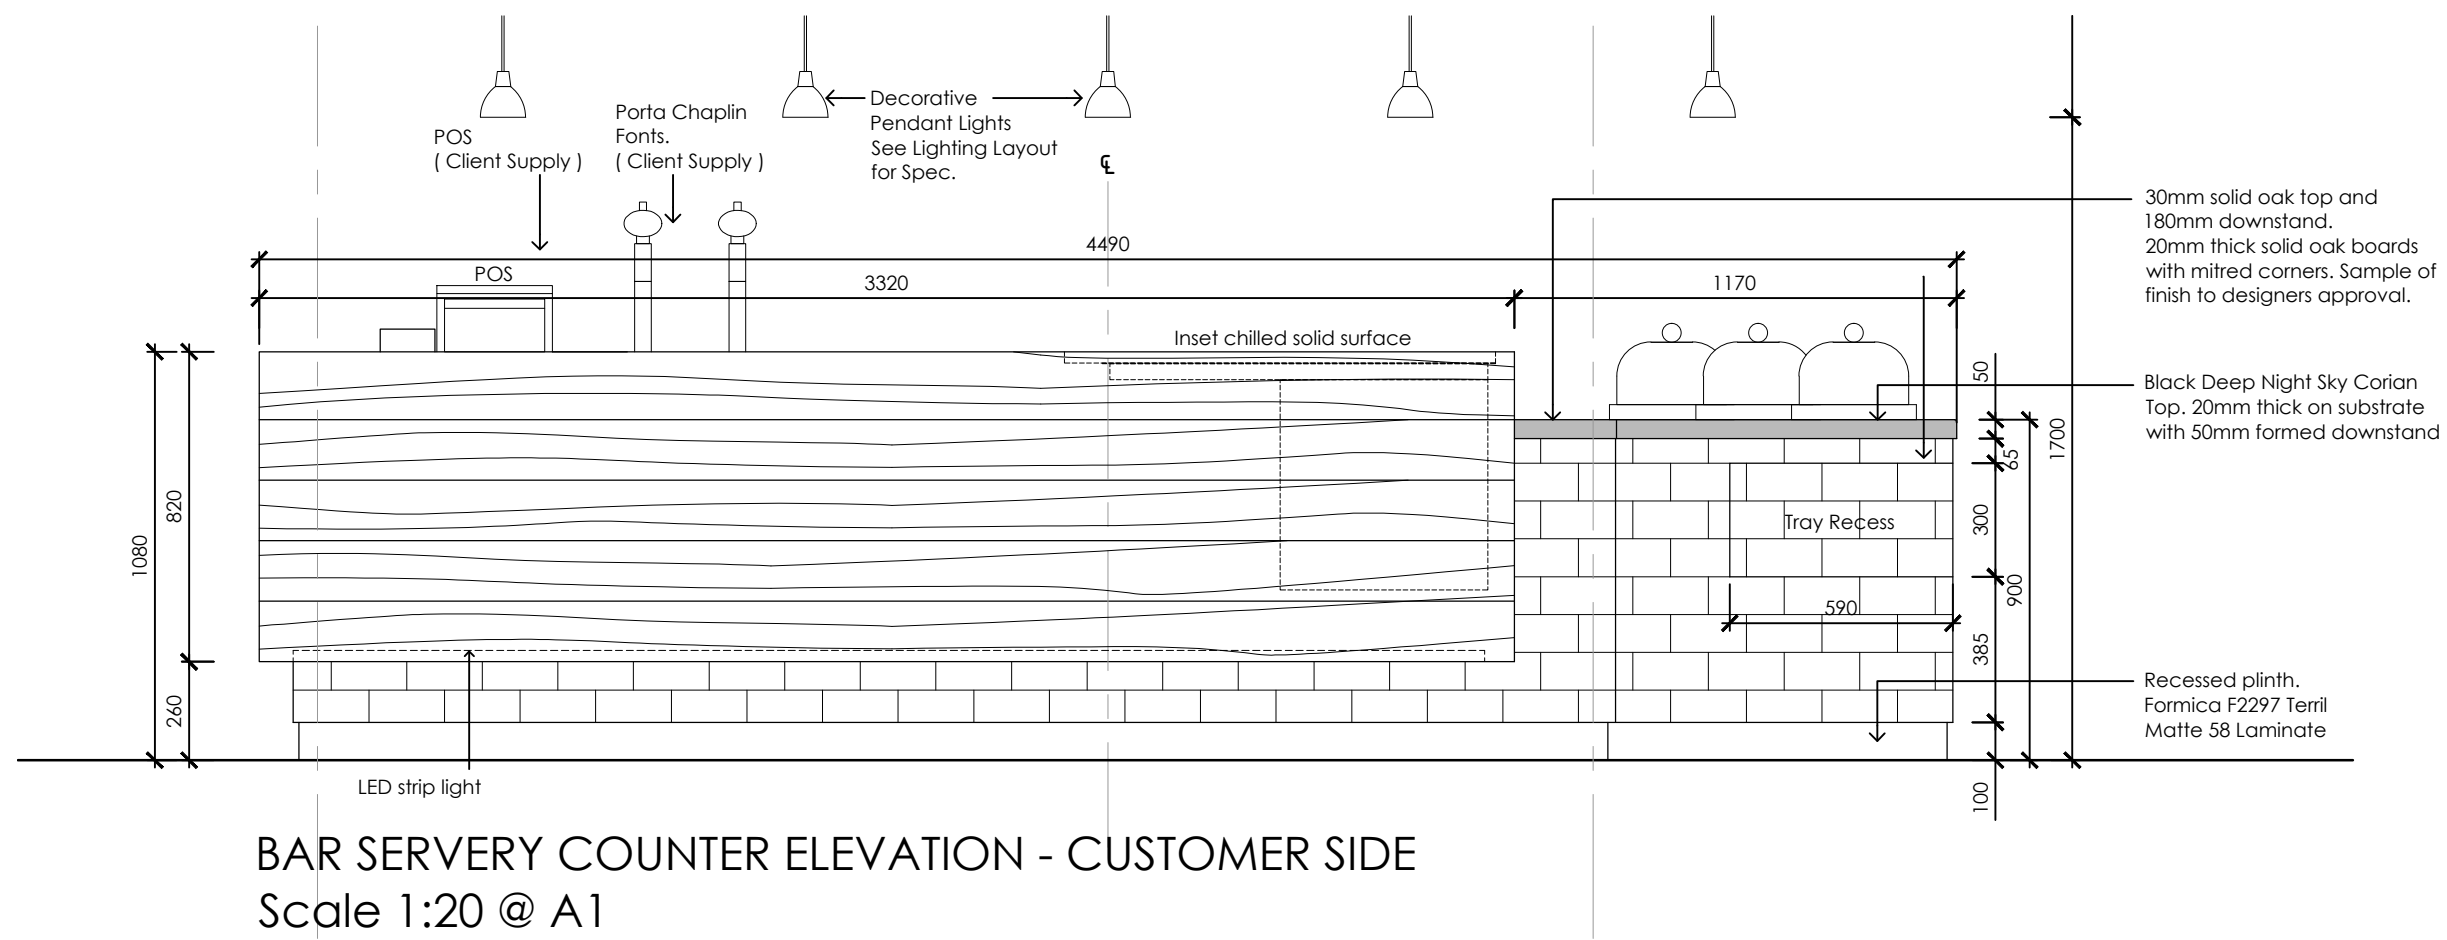 POS
( Client Supply )
Porta Chaplin
Fonts.
( Client Supply )
Decorative
Pendant Lights
See Lighting Layout
for Spec.
℄
30mm solid oak top and
180mm downstand.
20mm thick solid oak boards
with mitred corners. Sample of
finish to designers approval.
4490
POS
3320
1170
Inset chilled solid surface
Black Deep Night Sky Corian
Top. 20mm thick on substrate
with 50mm formed downstand
50
1700
65
820
Tray Recess
300
1080
900
590
385
260
Recessed plinth.
Formica F2297 Terril
Matte 58 Laminate
LED strip light
100
BAR SERVERY COUNTER ELEVATION - CUSTOMER SIDE
Scale 1:20 @ A1